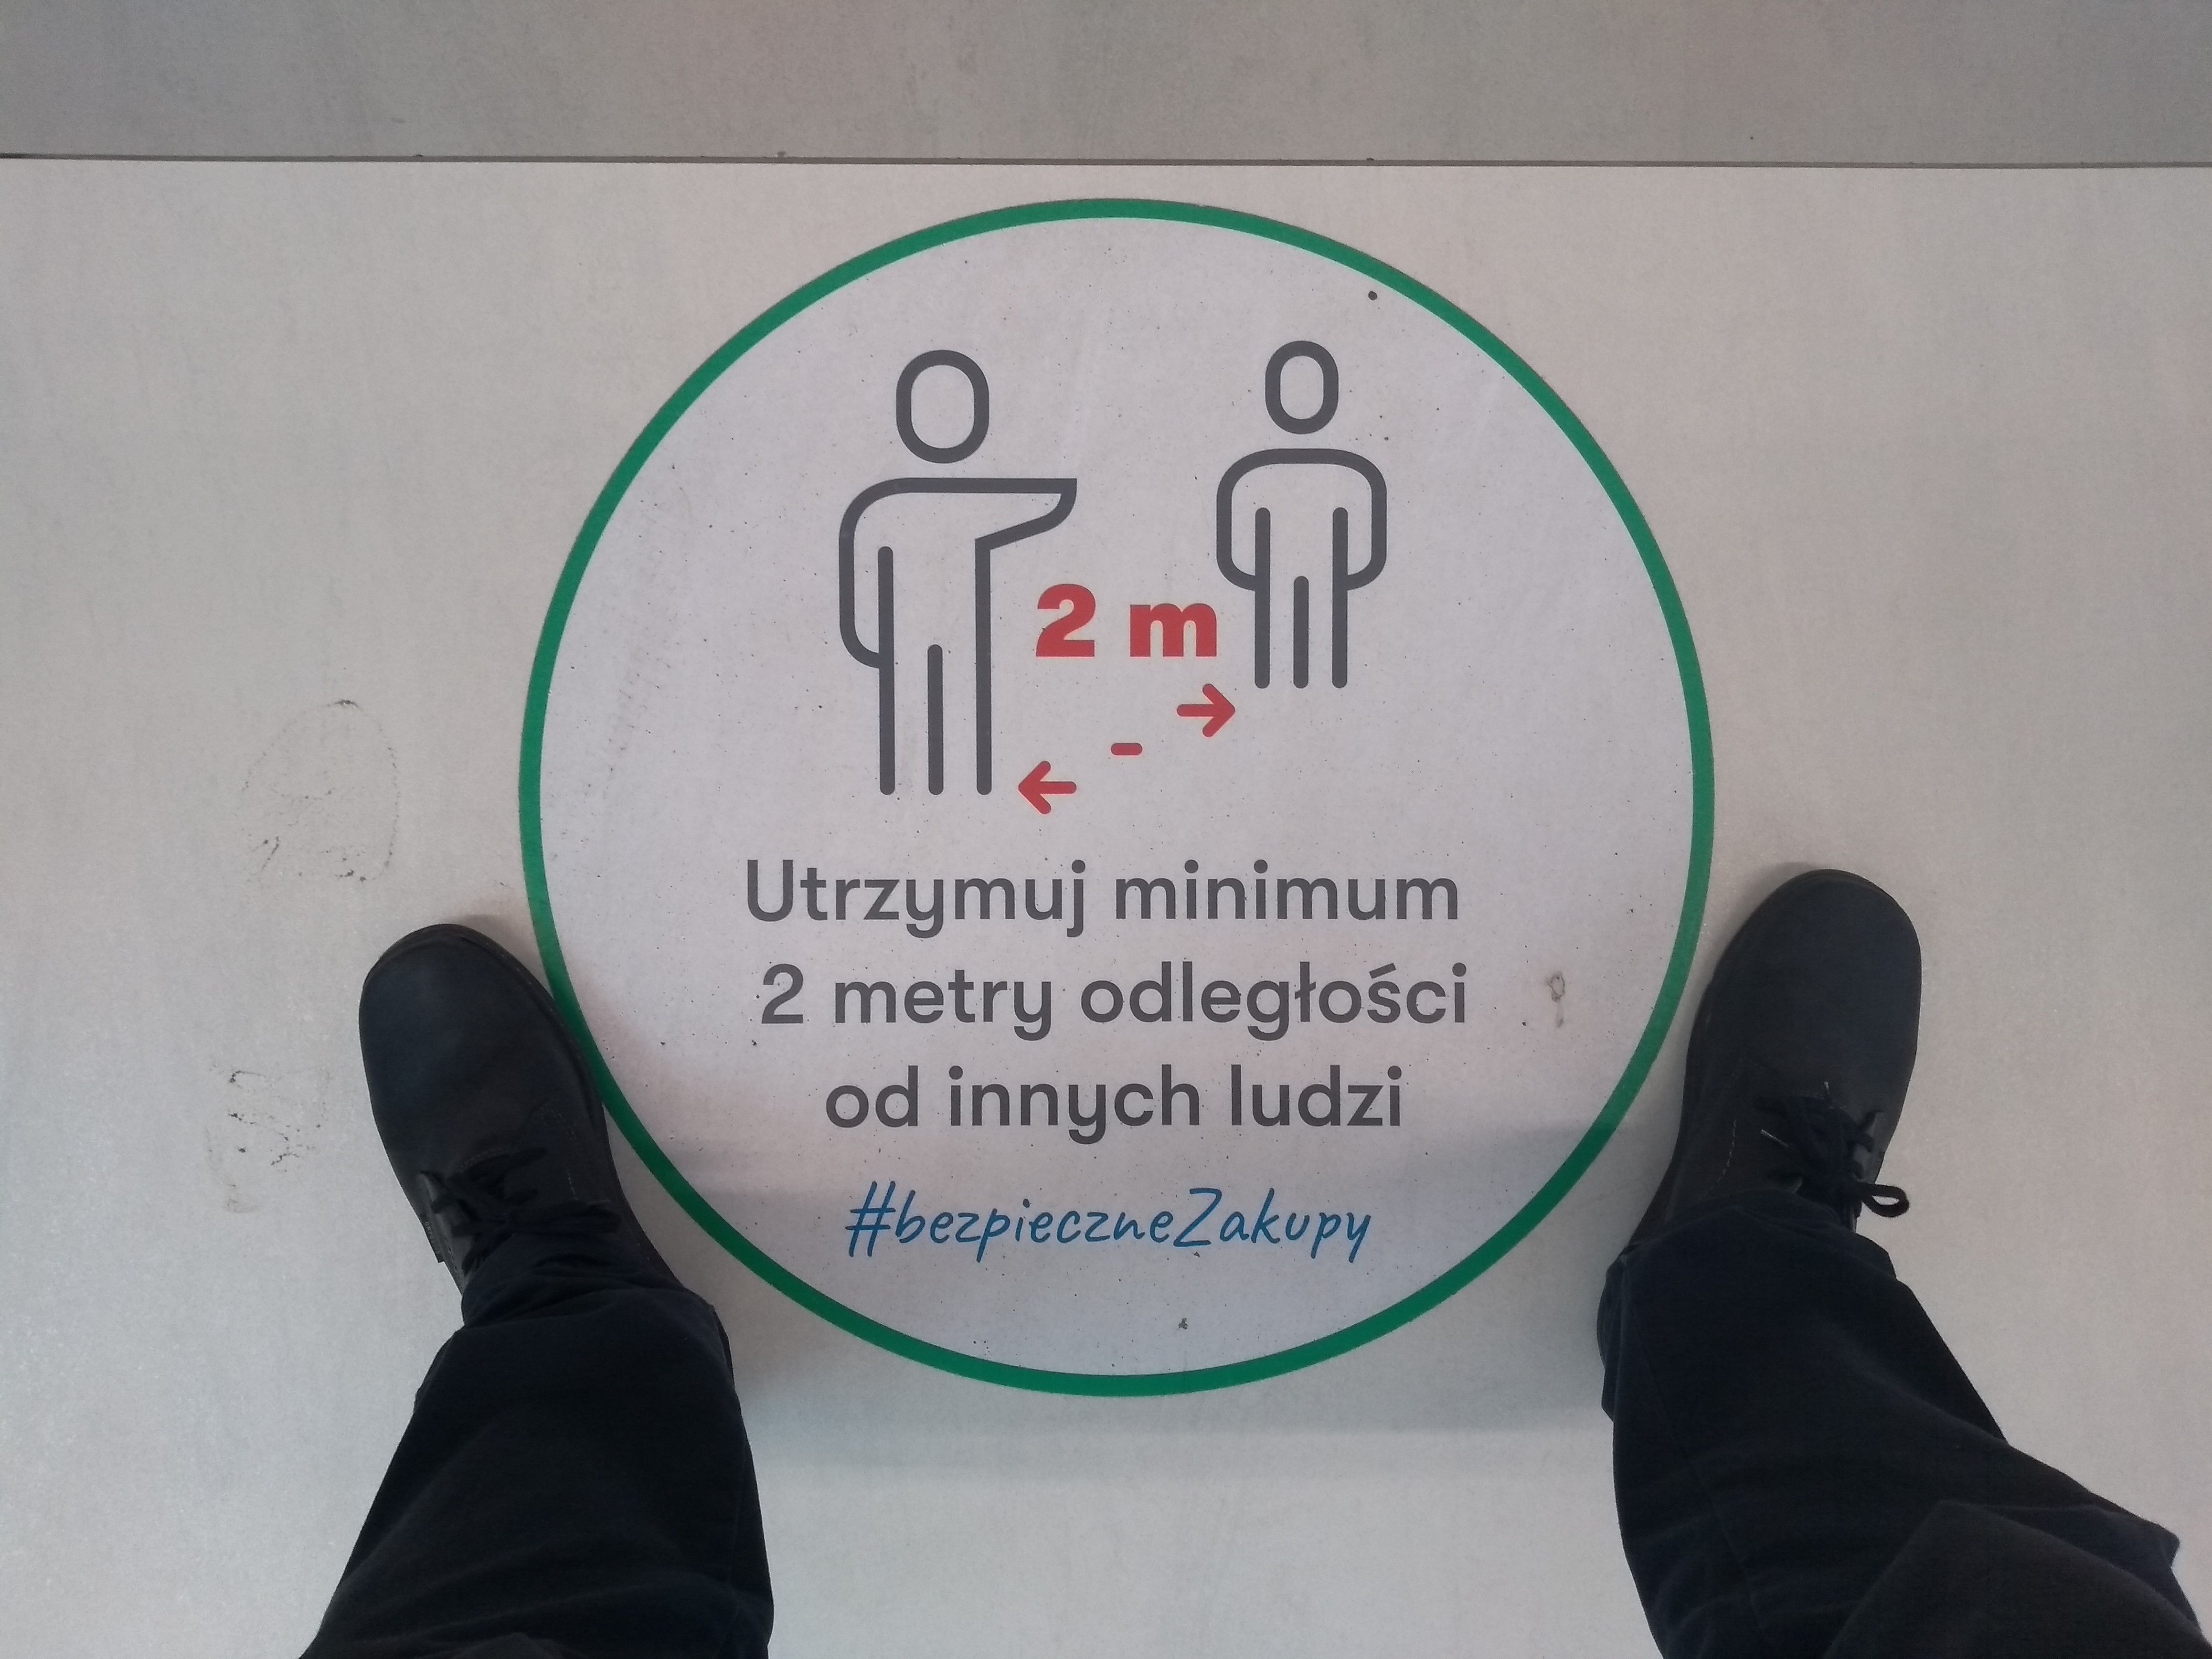 2 m
Utrzymuj minimum
2 metry odległości
od innych ludzi
#bezpieczneZakupy